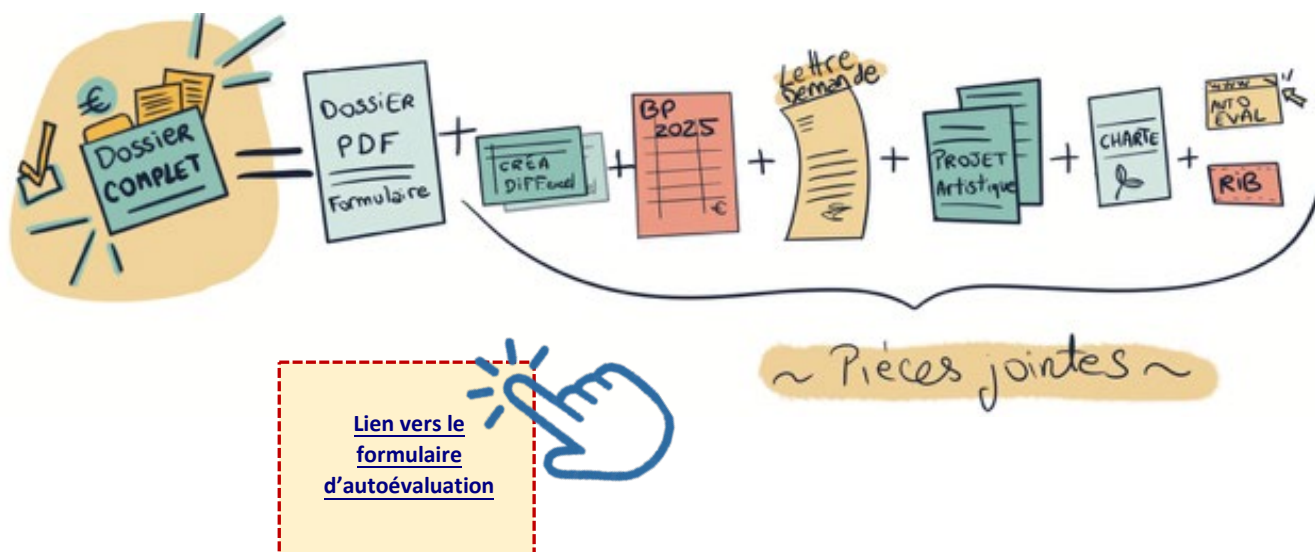 €
DOSSIER
COMPLET
DOSSIER
PDF
Formulaire
CRÉA
DIFF excel
BP
2025
€
Lettre
Demande
PROJET
Artistique
CHARTE
www
AUTO
EVAL
RIB
~ Pièces jointes ~
Lien vers le
formulaire
d’autoévaluation